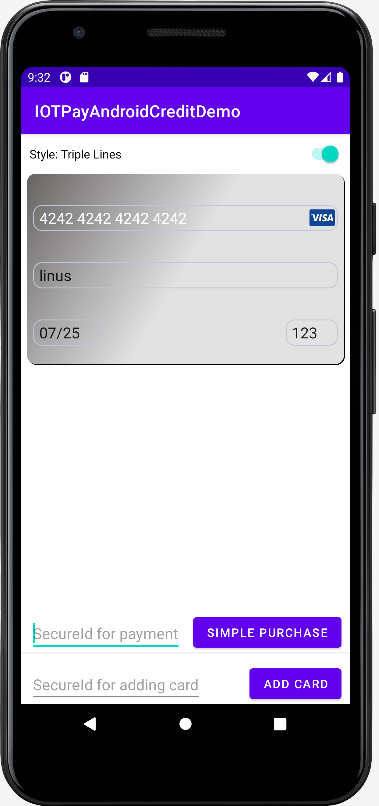 9:32
IOTPayAndroidCreditDemo
Style: Triple Lines
4242 4242 4242 4242 VISA
linus
07/25 123
SecureId for payment SIMPLE PURCHASE
SecureId for adding card ADD CARD